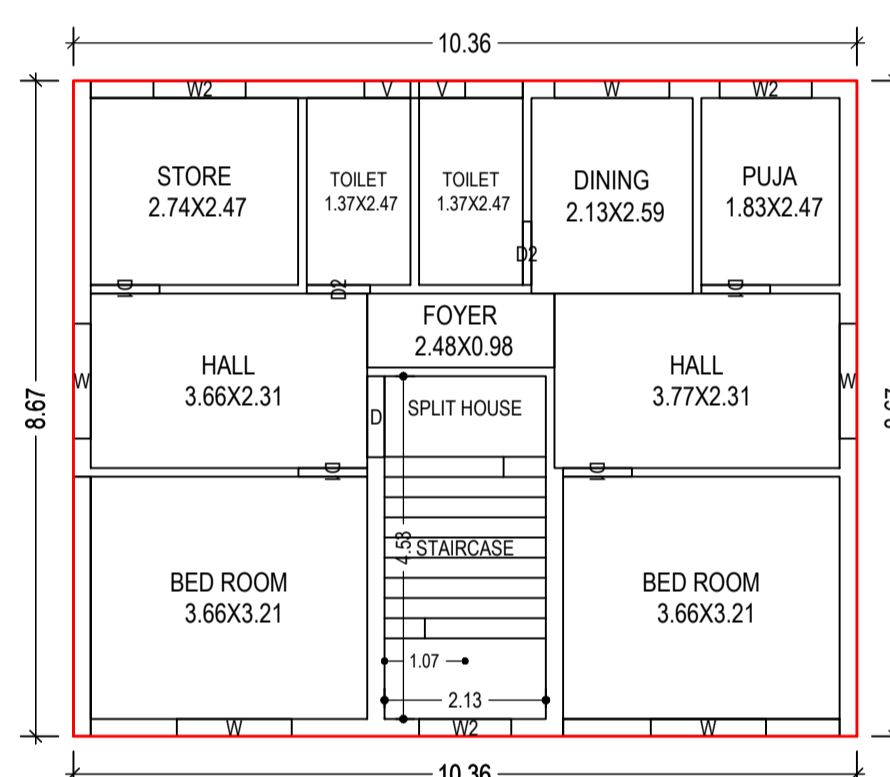 10.36
W2
V
V
W
W2
STORE
2.74X2.47
TOILET
1.37X2.47
TOILET
1.37X2.47
DINING
2.13X2.59
PUJA
1.83X2.47
D1
D2
D2
D1
FOYER
2.48X0.98
HALL
3.66X2.31
HALL
3.77X2.31
W
W
8.67
D
SPLIT HOUSE
D1
D1
4.53
STAIRCASE
BED ROOM
3.66X3.21
BED ROOM
3.66X3.21
1.07
2.13
W
W2
W
10.36